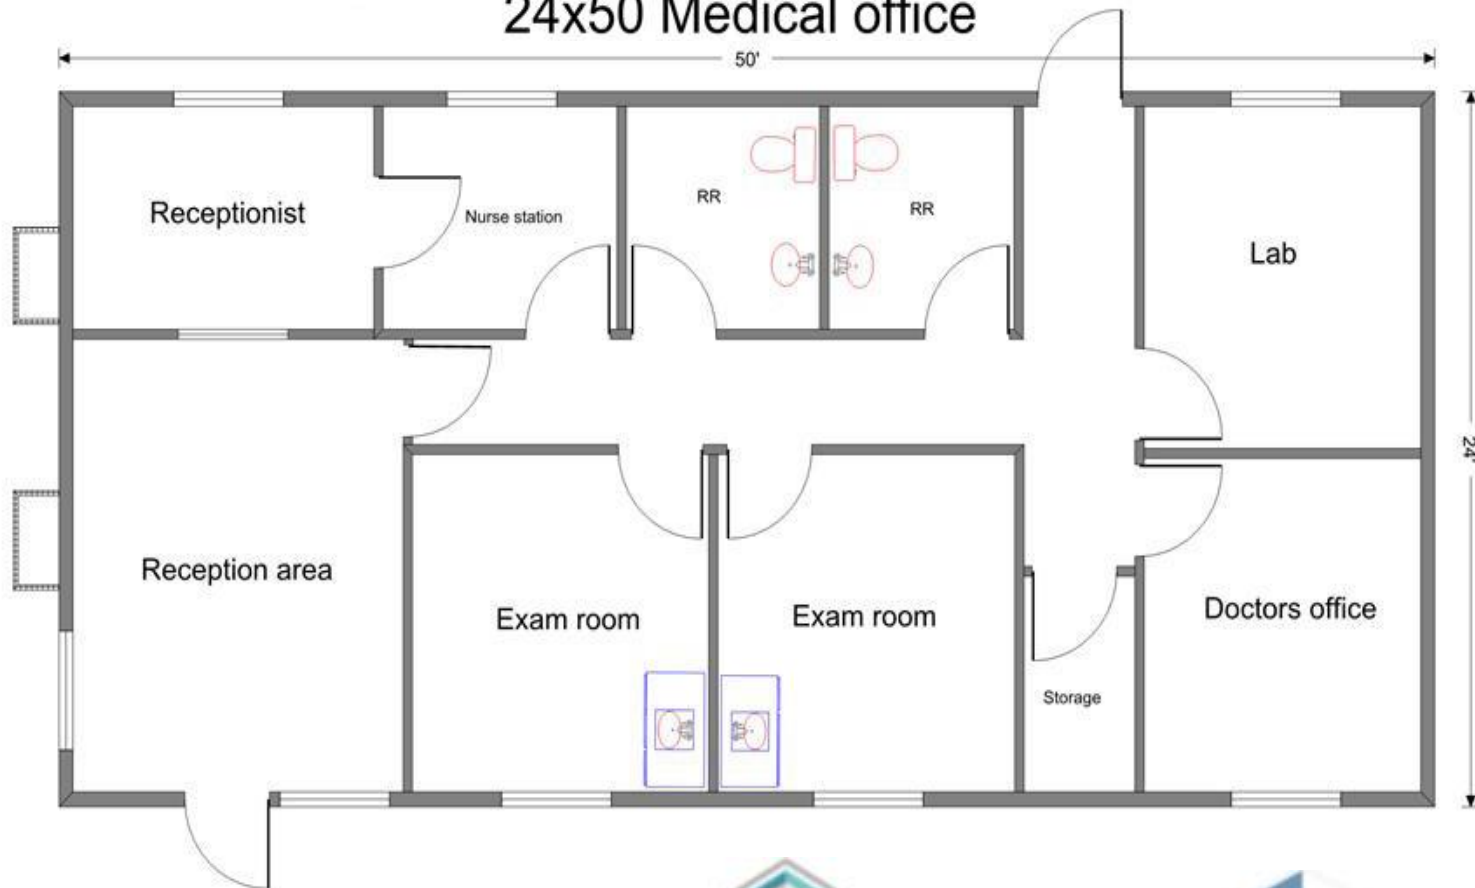 24x50 Medical office
50'
Receptionist
Nurse station
RR
RR
Lab
24'
Reception area
Exam room
Exam room
Doctors office
Storage